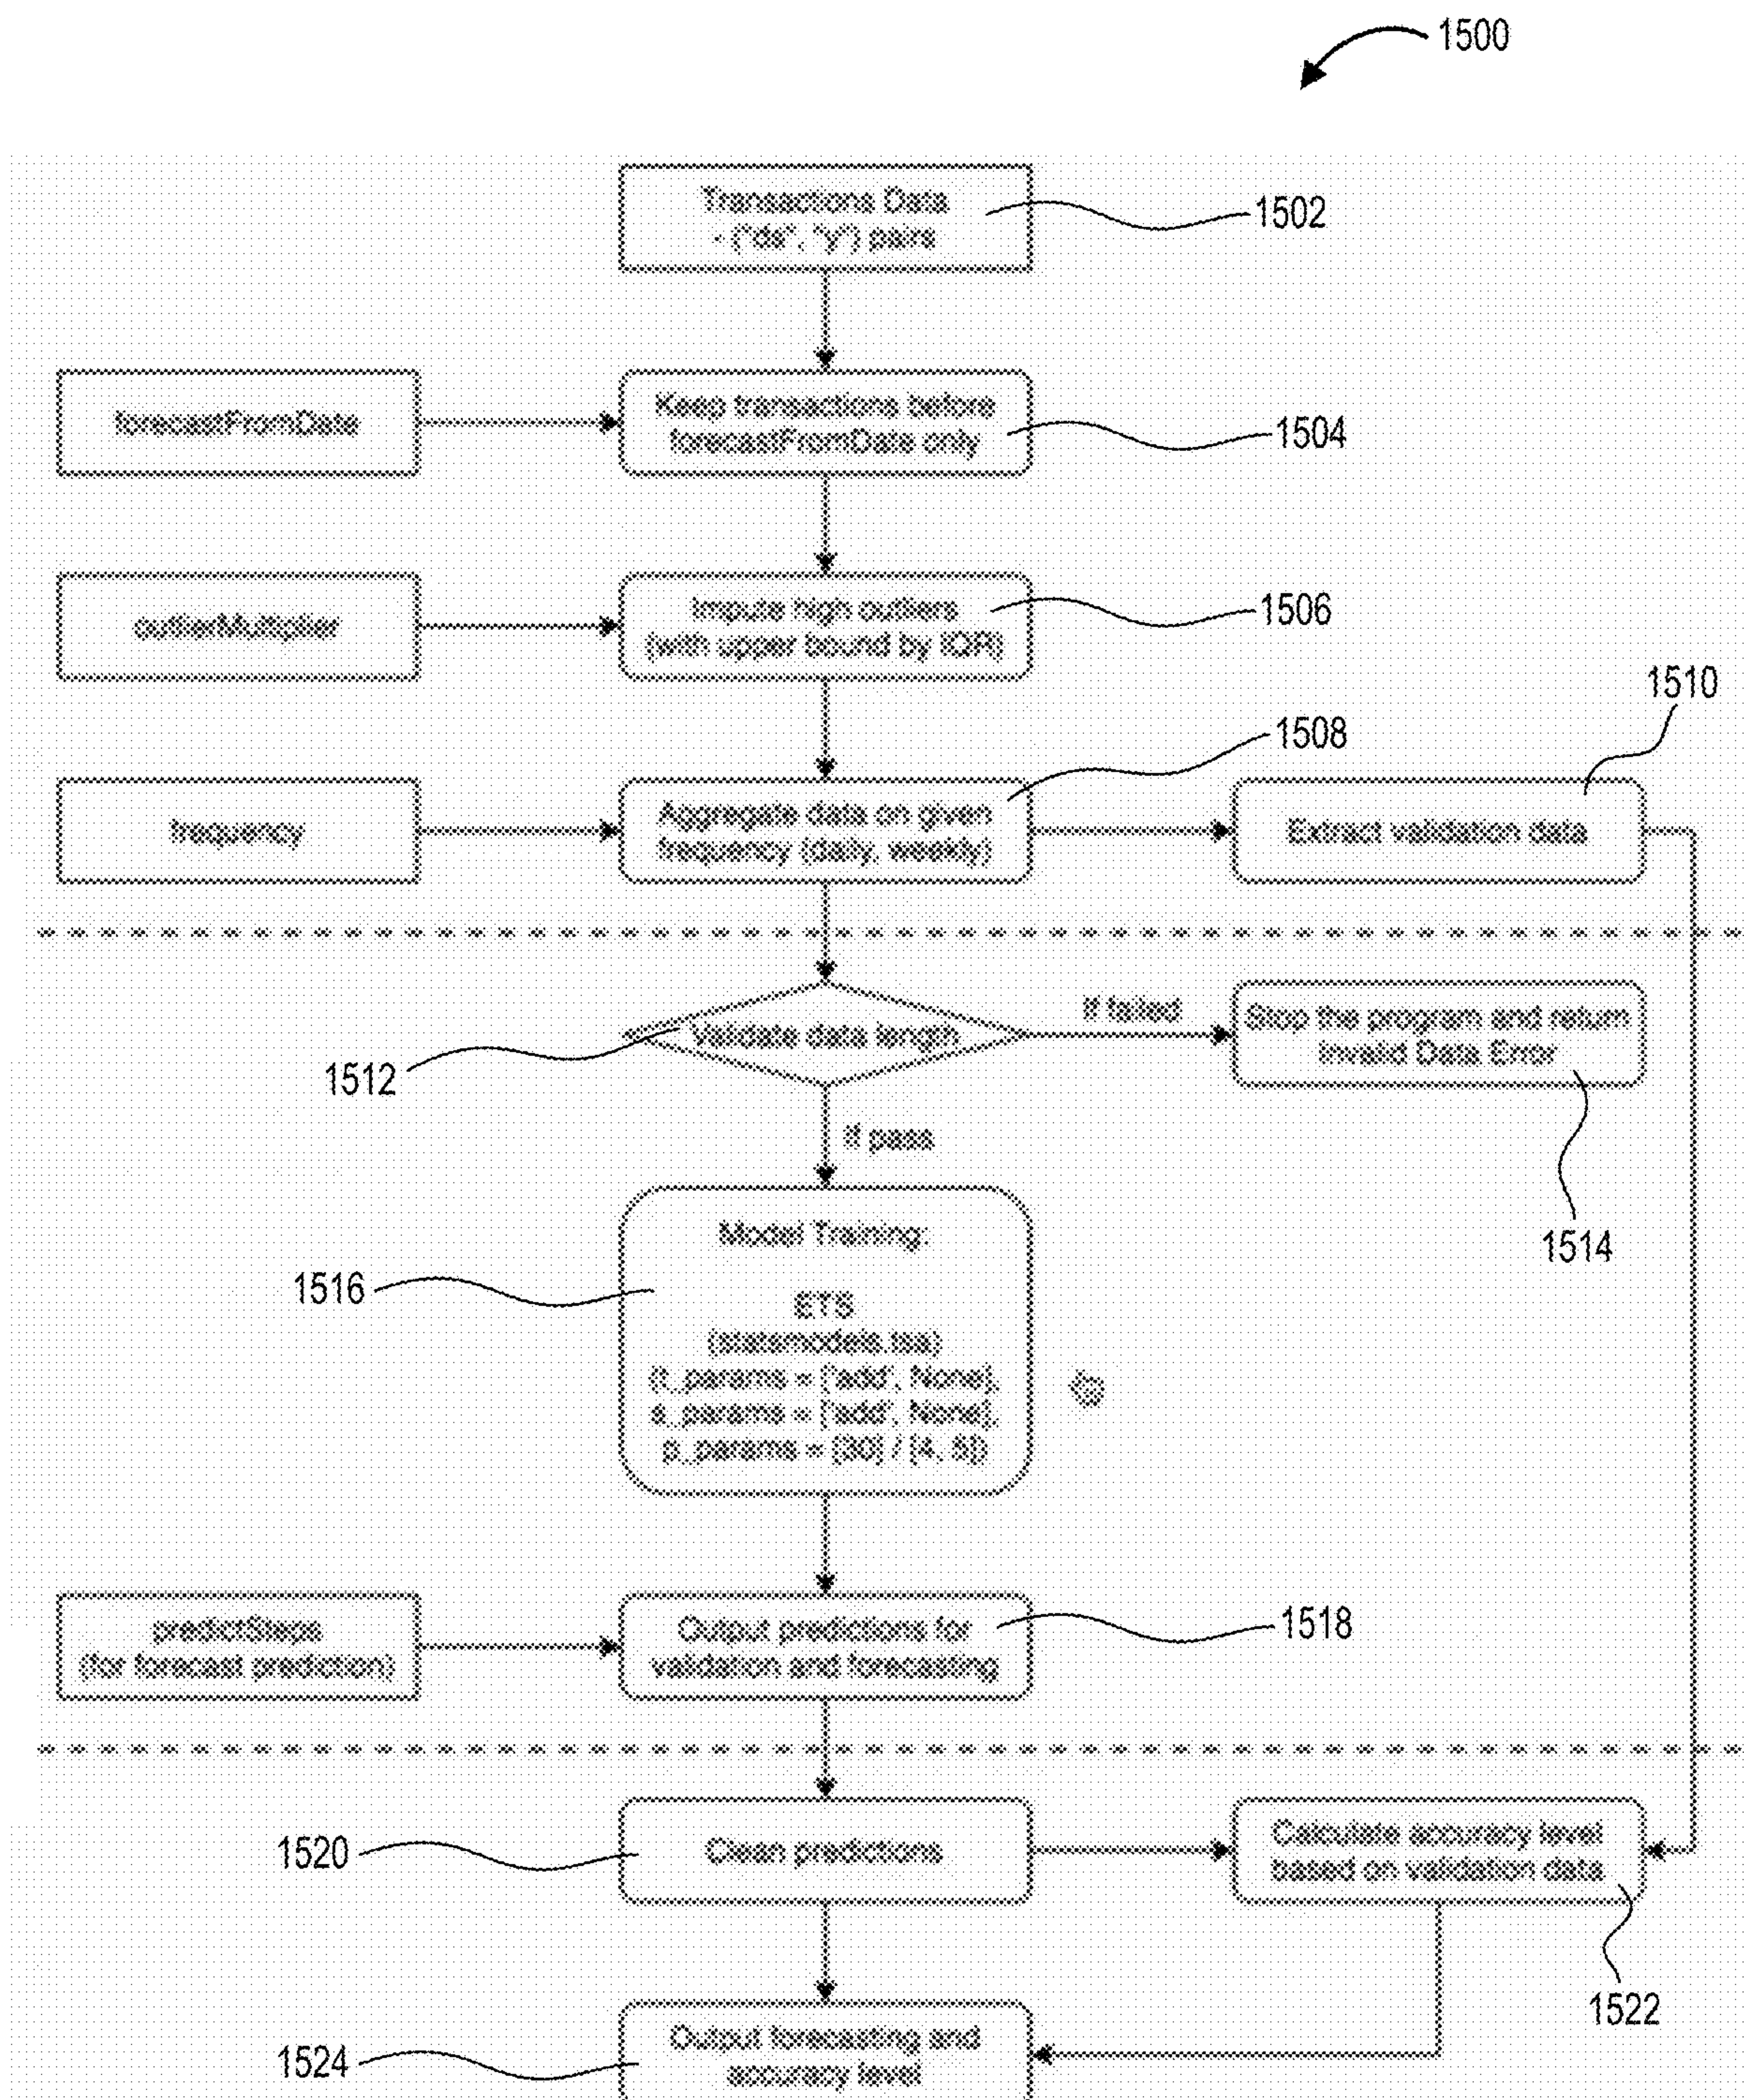 1500
Transactions Data
- ("ds", "y") pairs
1502
forecastFromDate
Keep transactions before
forecastFromDate only
1504
outlierMultiplier
Impute high outliers
(with upper bound by IQR)
1506
1508
1510
frequency
Aggregate data on given
frequency (daily, weekly)
Extract validation data
Validate data length
1512
If failed
Stop the program and return
Invalid Data Error
1514
If pass
Model Training:
1516
ETS
(statsmodels.tsa)
(t_params = ['add', None],
s_params = ['add', None],
p_params = [30] / [4, 5])
predictSteps
(for forecast prediction)
Output predictions for
validation and forecasting
1518
1520
Clean predictions
Calculate accuracy level
based on validation data
1522
1524
Output forecasting and
accuracy level